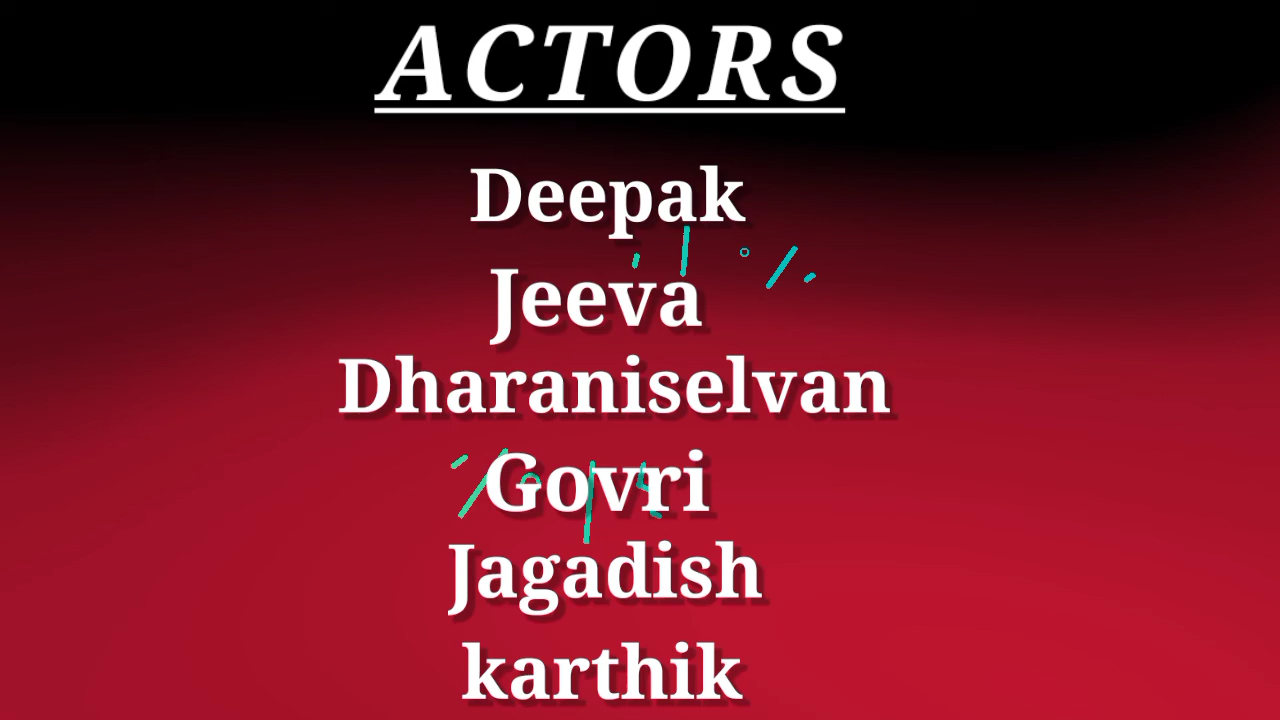 ACTORS
Deepak
Jeeva
Dharaniselvan
Govri
Jagadish
karthik